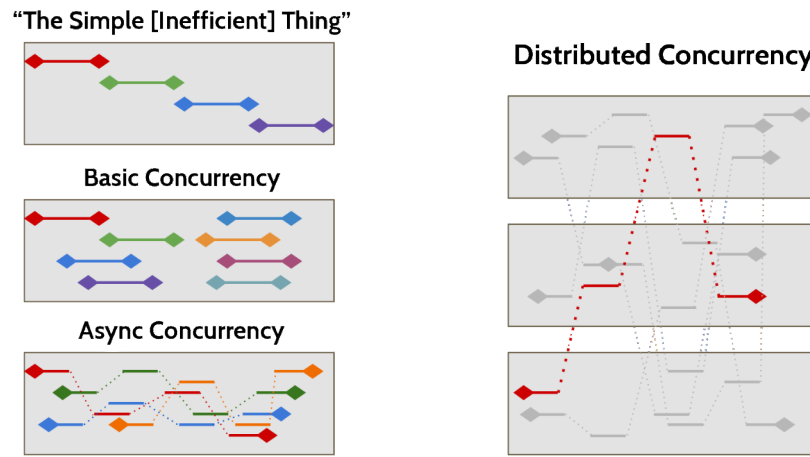 “The Simple [Inefficient] Thing”
Basic Concurrency
Async Concurrency
Distributed Concurrency